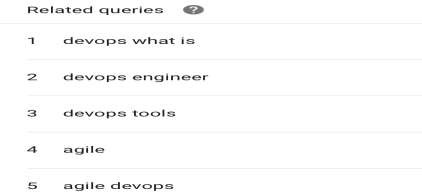 Related queries ?
1 devops what is
2 devops engineer
3 devops tools
4 agile
5 agile devops